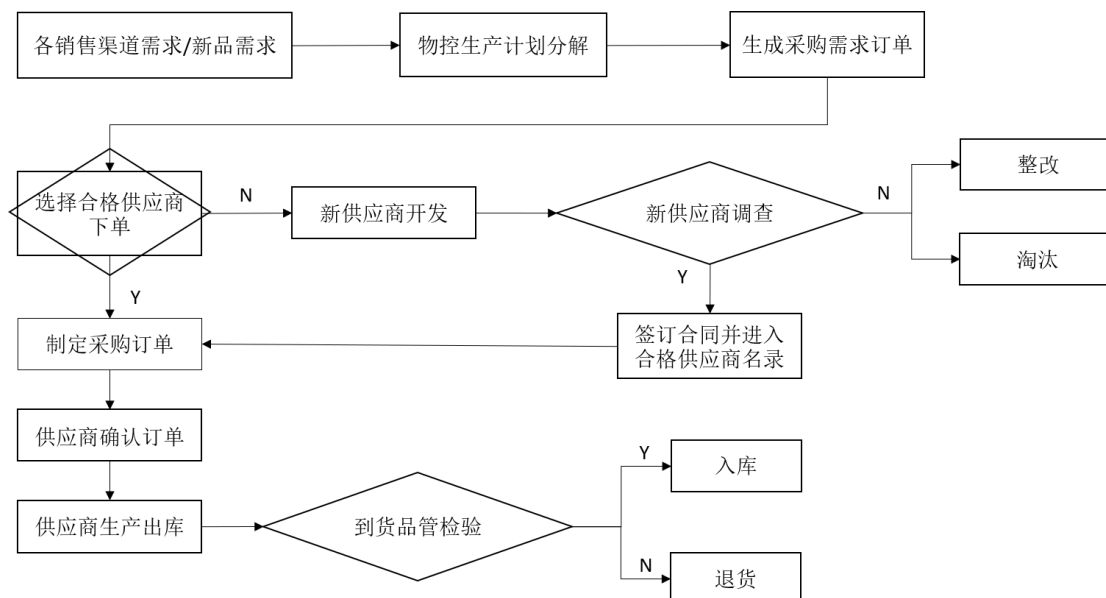 各销售渠道需求/新品需求
物控生产计划分解
生成采购需求订单
选择合格供应商
下单
N
新供应商开发
新供应商调查
N
整改
淘汰
Y
Y
制定采购订单
签订合同并进入
合格供应商名录
供应商确认订单
供应商生产出库
到货品管检验
Y
入库
N
退货